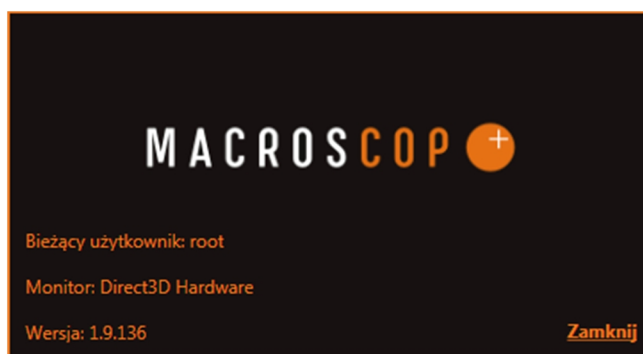 MACROSCOP
Bieżący użytkownik: root
Monitor: Direct3D Hardware
Wersja: 1.9.136
Zamknij